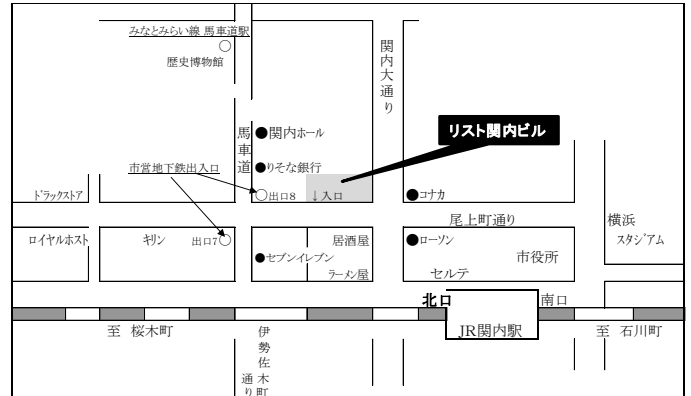 みなとみらい線 馬車道駅
歴史博物館
関内大通り
馬車道
●関内ホール
リスト関内ビル
市営地下鉄出入口
●りそな銀行
ドラックストア
出口8
↓入口
●コナカ
尾上町通り
横浜
スタジアム
ロイヤルホスト
キリン
出口7
居酒屋
●ローソン
●セブンイレブン
市役所
ラーメン屋
セルテ
北口
南口
至 桜木町
JR関内駅
至 石川町
伊勢佐木町通り